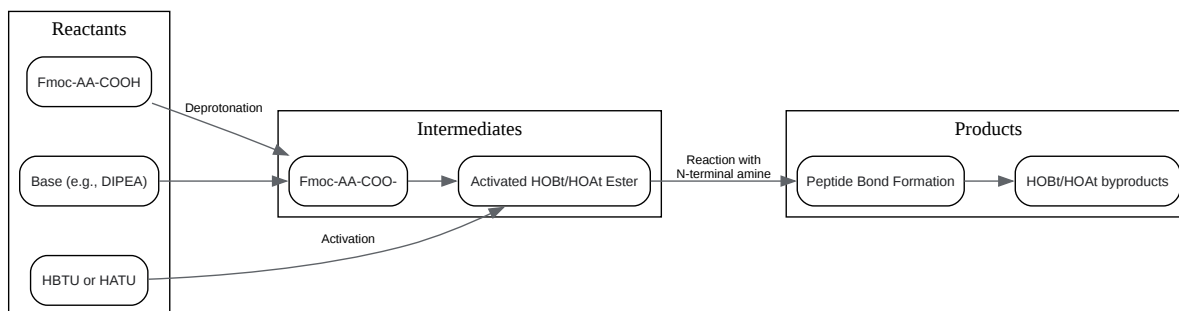 Reactants
Fmoc-AA-COOH
Base (e.g., DIPEA)
HBTU or HATU
Deprotonation
Activation
Intermediates
Fmoc-AA-COO-
Activated HOBt/HOAt Ester
Reaction with
N-terminal amine
Products
Peptide Bond Formation
HOBt/HOAt byproducts